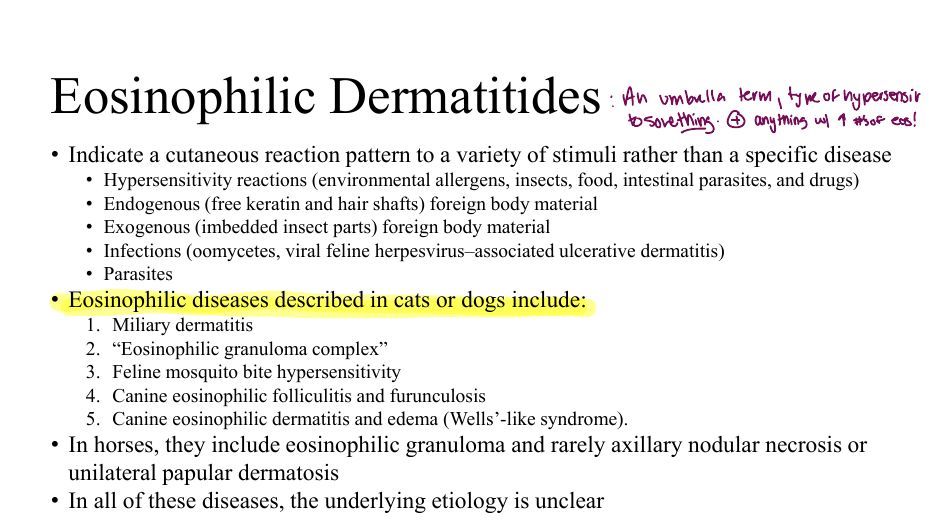 Eosinophilic Dermatitides : An umbrella term, type of hypersensir
to something. ⊕ anything w/ ↑ #s of eos!
• Indicate a cutaneous reaction pattern to a variety of stimuli rather than a specific disease
• Hypersensitivity reactions (environmental allergens, insects, food, intestinal parasites, and drugs)
• Endogenous (free keratin and hair shafts) foreign body material
• Exogenous (imbedded insect parts) foreign body material
• Infections (oomycetes, viral feline herpesvirus–associated ulcerative dermatitis)
• Parasites
• Eosinophilic diseases described in cats or dogs include:
1. Miliary dermatitis
2. “Eosinophilic granuloma complex”
3. Feline mosquito bite hypersensitivity
4. Canine eosinophilic folliculitis and furunculosis
5. Canine eosinophilic dermatitis and edema (Wells’-like syndrome).
• In horses, they include eosinophilic granuloma and rarely axillary nodular necrosis or
unilateral papular dermatosis
• In all of these diseases, the underlying etiology is unclear